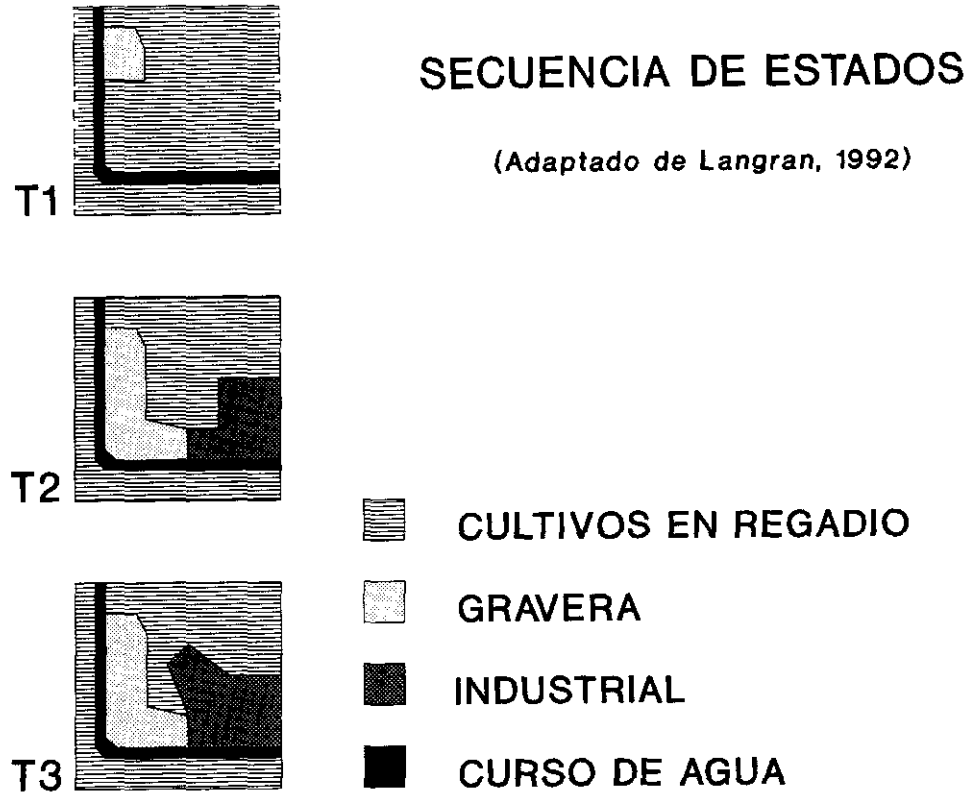 SECUENCIA DE ESTADOS
(Adaptado de Langran, 1992)
T1
T2
T3
CULTIVOS EN REGADIO
GRAVERA
INDUSTRIAL
CURSO DE AGUA